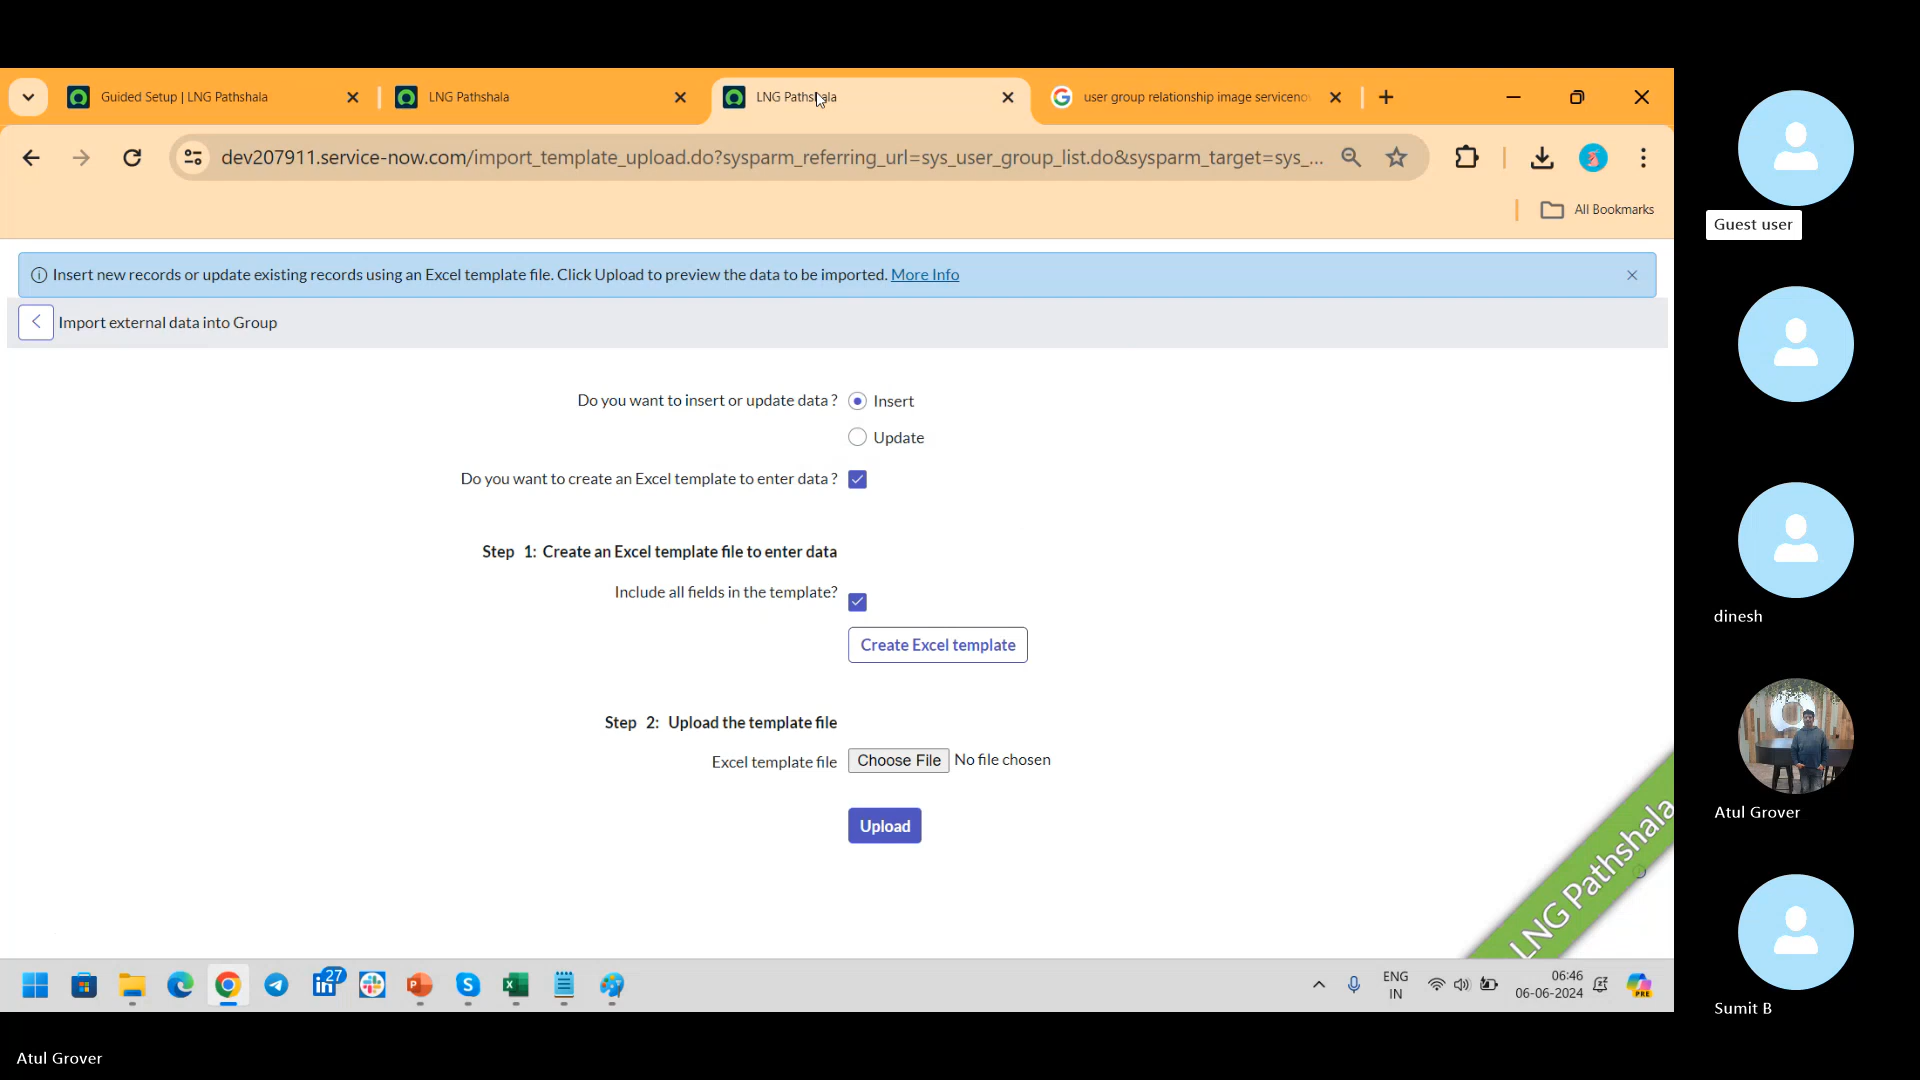 Guided Setup | LNG Pathshala
LNG Pathshala
LNG Pathshala
user group relationship image serviceno
dev207911.service-now.com/import_template_upload.do?sysparm_referring_url=sys_user_group_list.do&sysparm_target=sys_...
All Bookmarks
Insert new records or update existing records using an Excel template file. Click Upload to preview the data to be imported. More Info
Import external data into Group
Do you want to insert or update data ?
Insert
Update
Do you want to create an Excel template to enter data ?
Step 1: Create an Excel template file to enter data
Include all fields in the template?
Create Excel template
Step 2: Upload the template file
Excel template file
Choose File No file chosen
Upload
LNG Pathshala
27
ENG
IN
06:46
06-06-2024
PRE
Guest user
dinesh
Atul Grover
Sumit B
Atul Grover